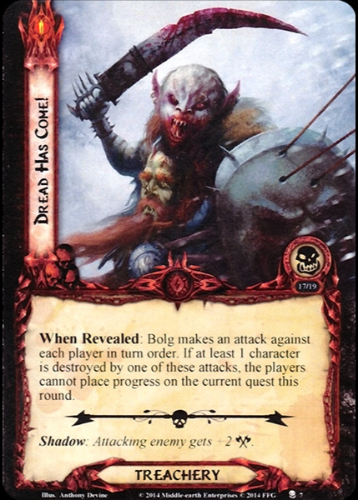 DREAD HAS COME!
17/19
When Revealed: Bolg makes an attack against
each player in turn order. If at least 1 character
is destroyed by one of these attacks, the players
cannot place progress on the current quest this
round.
Shadow: Attacking enemy gets +2
TREACHERY
Illus. Anthony Devine
© 2014 Middle-earth Enterprises © 2014 FFG
7